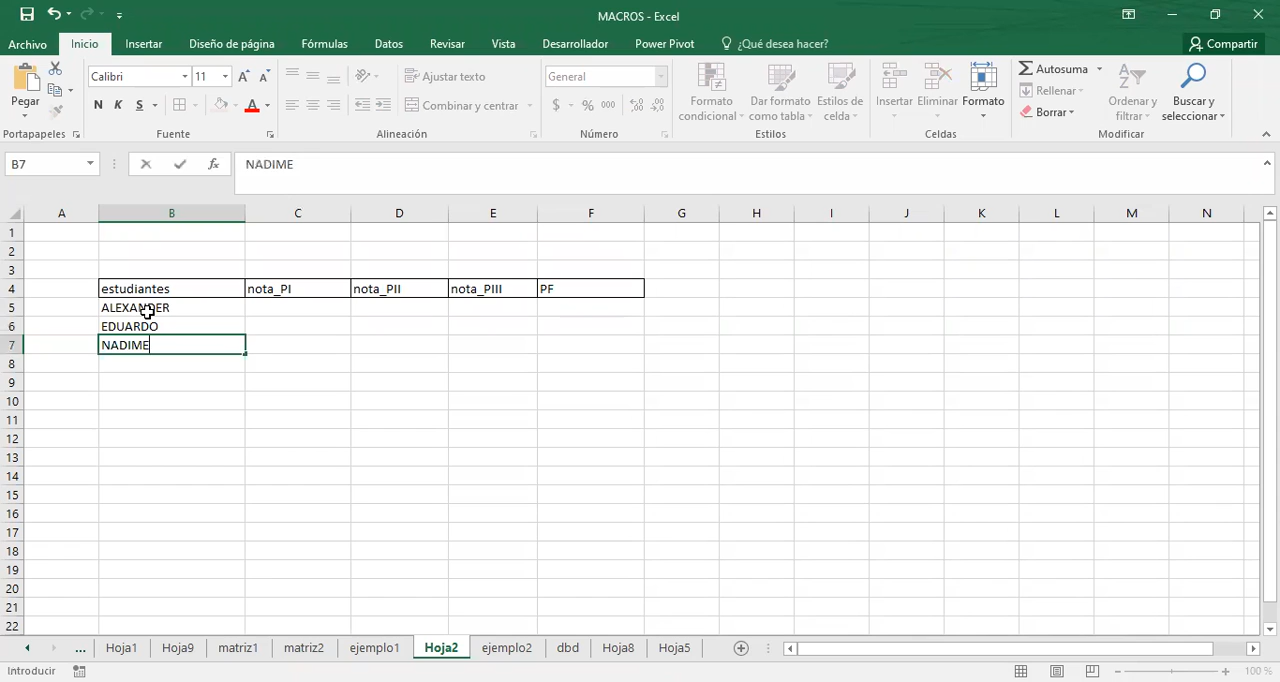 MACROS - Excel
Archivo Inicio Insertar Diseño de página Fórmulas Datos Revisar Vista Desarrollador Power Pivot ¿Qué desea hacer? Compartir
Calibri 11 Ajustar texto General Autosuma
Pegar N K S A Combinar y centrar $ % 000 Formato condicional Dar formato como tabla Estilos de celda Insertar Eliminar Formato Rellenar Borrar Ordenar y filtrar Buscar y seleccionar
Portapapeles Fuente Alineación Número Estilos Celdas Modificar
B7 fx NADIME
A B C D E F G H I J K L M N
1
2
3
4 estudiantes nota_PI nota_PII nota_PIII PF
5 ALEXANDER
6 EDUARDO
7 NADIME
8
9
10
11
12
13
14
15
16
17
18
19
20
21
22
... Hoja1 Hoja9 matriz1 matriz2 ejemplo1 Hoja2 ejemplo2 dbd Hoja8 Hoja5
Introducir 100 %